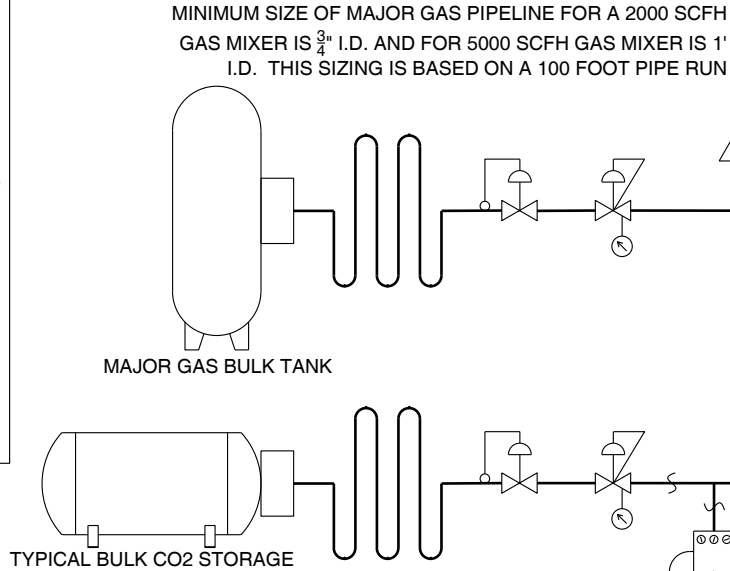 MINIMUM SIZE OF MAJOR GAS PIPELINE FOR A 2000 SCFH
GAS MIXER IS 3/4" I.D. AND FOR 5000 SCFH GAS MIXER IS 1'
I.D. THIS SIZING IS BASED ON A 100 FOOT PIPE RUN
MAJOR GAS BULK TANK
TYPICAL BULK CO2 STORAGE